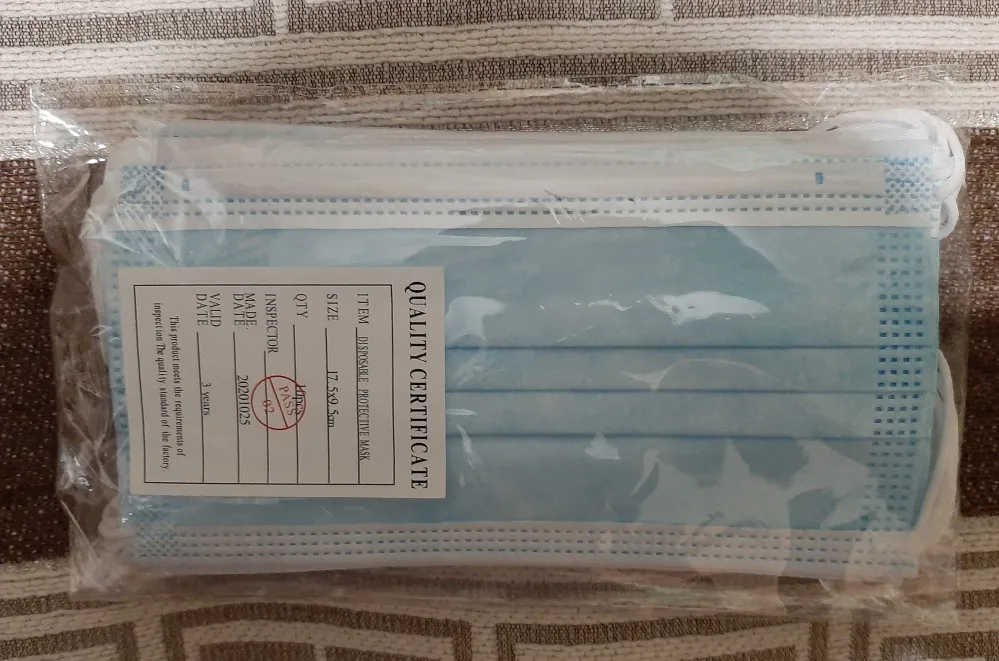 QUALITY CERTIFICATE
ITEM DISPOSABLE PROTECTIVE MASK
SIZE 17.5x9.5cm
QTY 10pcs
INSPECTOR PASS 02
MADE DATE 20201025
VALID DATE 3 years
This product meets the requirements of
inspection The quality standard of the factory.